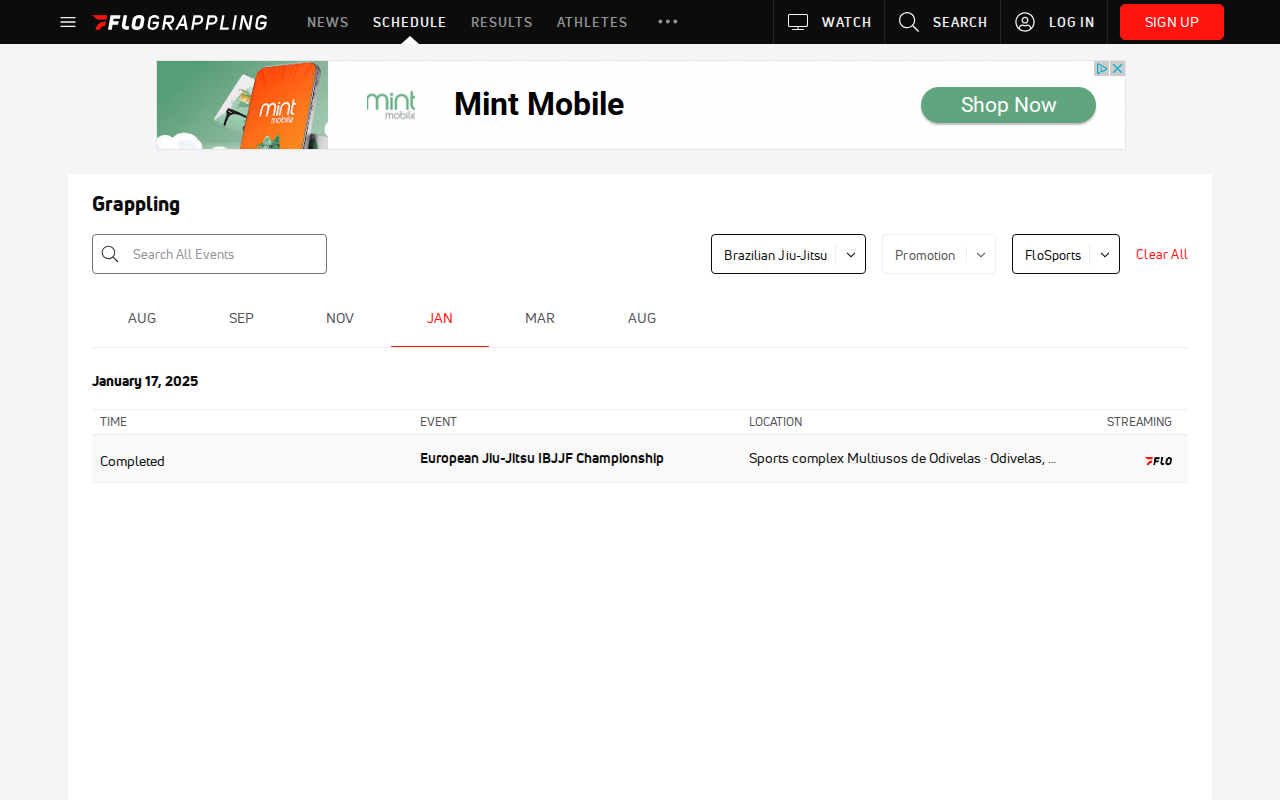 FLOGRAPPLING
NEWS
SCHEDULE
RESULTS
ATHLETES
WATCH
SEARCH
LOG IN
SIGN UP
mint
mobile
mint
mobile
Mint Mobile
Shop Now
Grappling
Search All Events
Brazilian Jiu-Jitsu
Promotion
FloSports
Clear All
AUG
SEP
NOV
JAN
MAR
AUG
January 17, 2025
TIME
EVENT
LOCATION
STREAMING
Completed
European Jiu-Jitsu IBJJF Championship
Sports complex Multiusos de Odivelas · Odivelas, ...
FLO